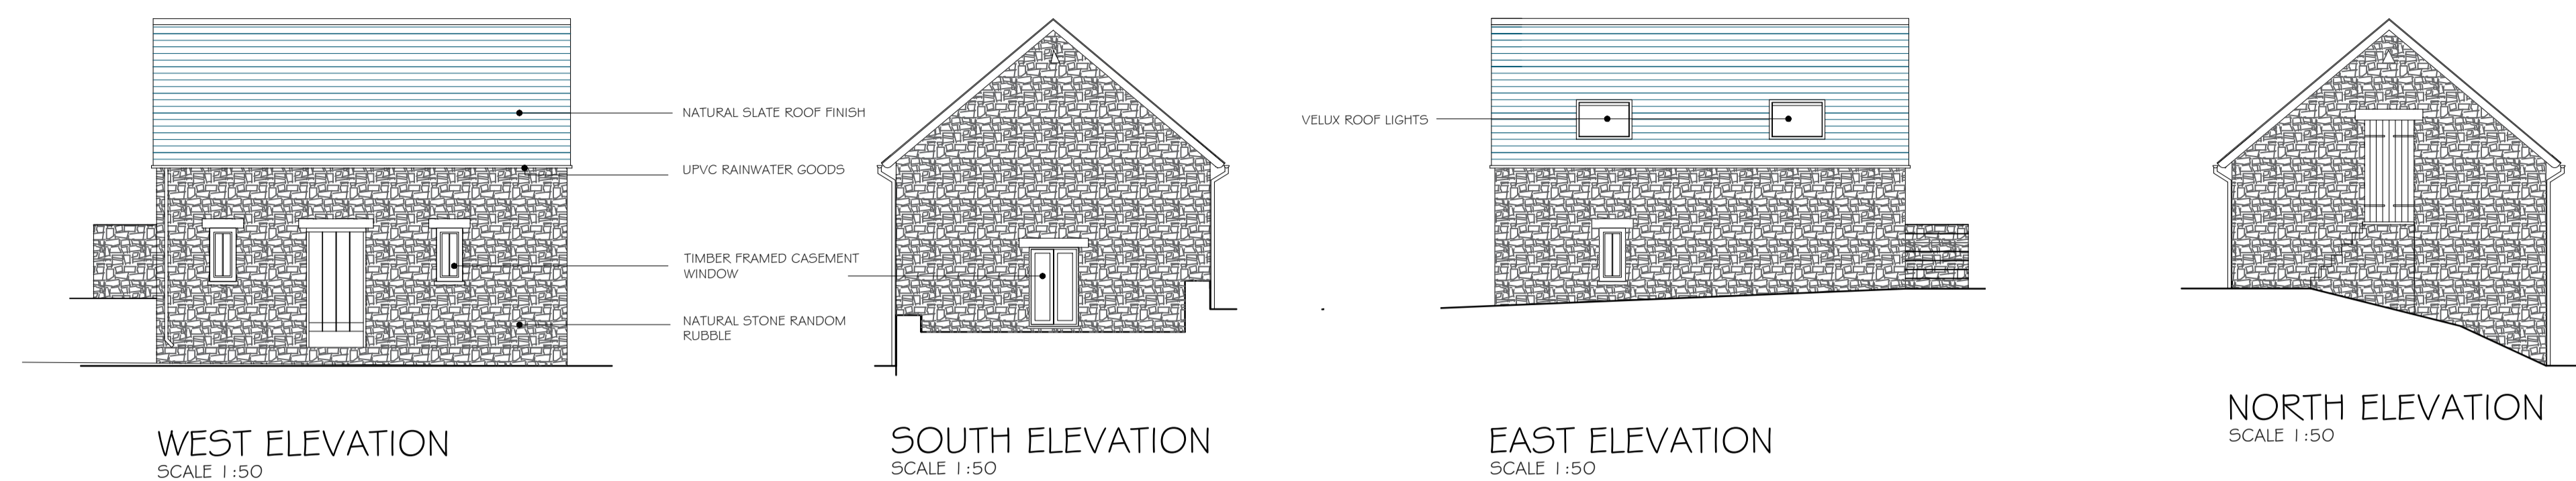 NATURAL SLATE ROOF FINISH
UPVC RAINWATER GOODS
TIMBER FRAMED CASEMENT
WINDOW
NATURAL STONE RANDOM
RUBBLE
VELUX ROOF LIGHTS
WEST ELEVATION
SCALE 1:50
SOUTH ELEVATION
SCALE 1:50
EAST ELEVATION
SCALE 1:50
NORTH ELEVATION
SCALE 1:50